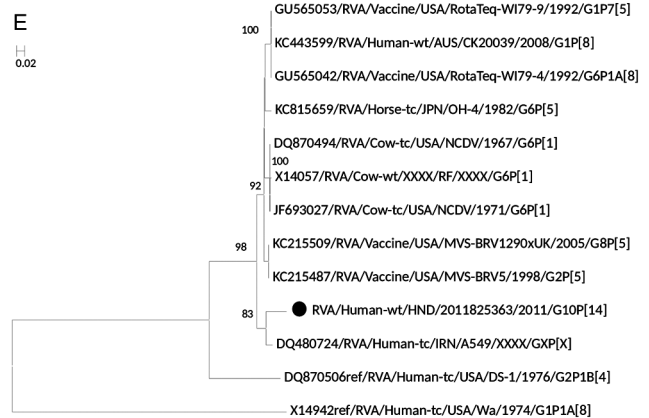 E
0.02
GU565053/RVA/Vaccine/USA/RotaTeq-WI79-9/1992/G1P7[5]
100
KC443599/RVA/Human-wt/AUS/CK20039/2008/G1P[8]
GU565042/RVA/Vaccine/USA/RotaTeq-WI79-4/1992/G6P1A[8]
KC815659/RVA/Horse-tc/JPN/OH-4/1982/G6P[5]
DQ870494/RVA/Cow-tc/USA/NCDV/1967/G6P[1]
100
X14057/RVA/Cow-wt/XXXX/RF/XXXX/G6P[1]
92
JF693027/RVA/Cow-tc/USA/NCDV/1971/G6P[1]
KC215509/RVA/Vaccine/USA/MVS-BRV1290xUK/2005/G8P[5]
98
KC215487/RVA/Vaccine/USA/MVS-BRV5/1998/G2P[5]
83
RVA/Human-wt/HND/2011825363/2011/G10P[14]
DQ480724/RVA/Human-tc/IRN/A549/XXXX/GXP[X]
DQ870506ref/RVA/Human-tc/USA/DS-1/1976/G2P1B[4]
X14942ref/RVA/Human-tc/USA/Wa/1974/G1P1A[8]